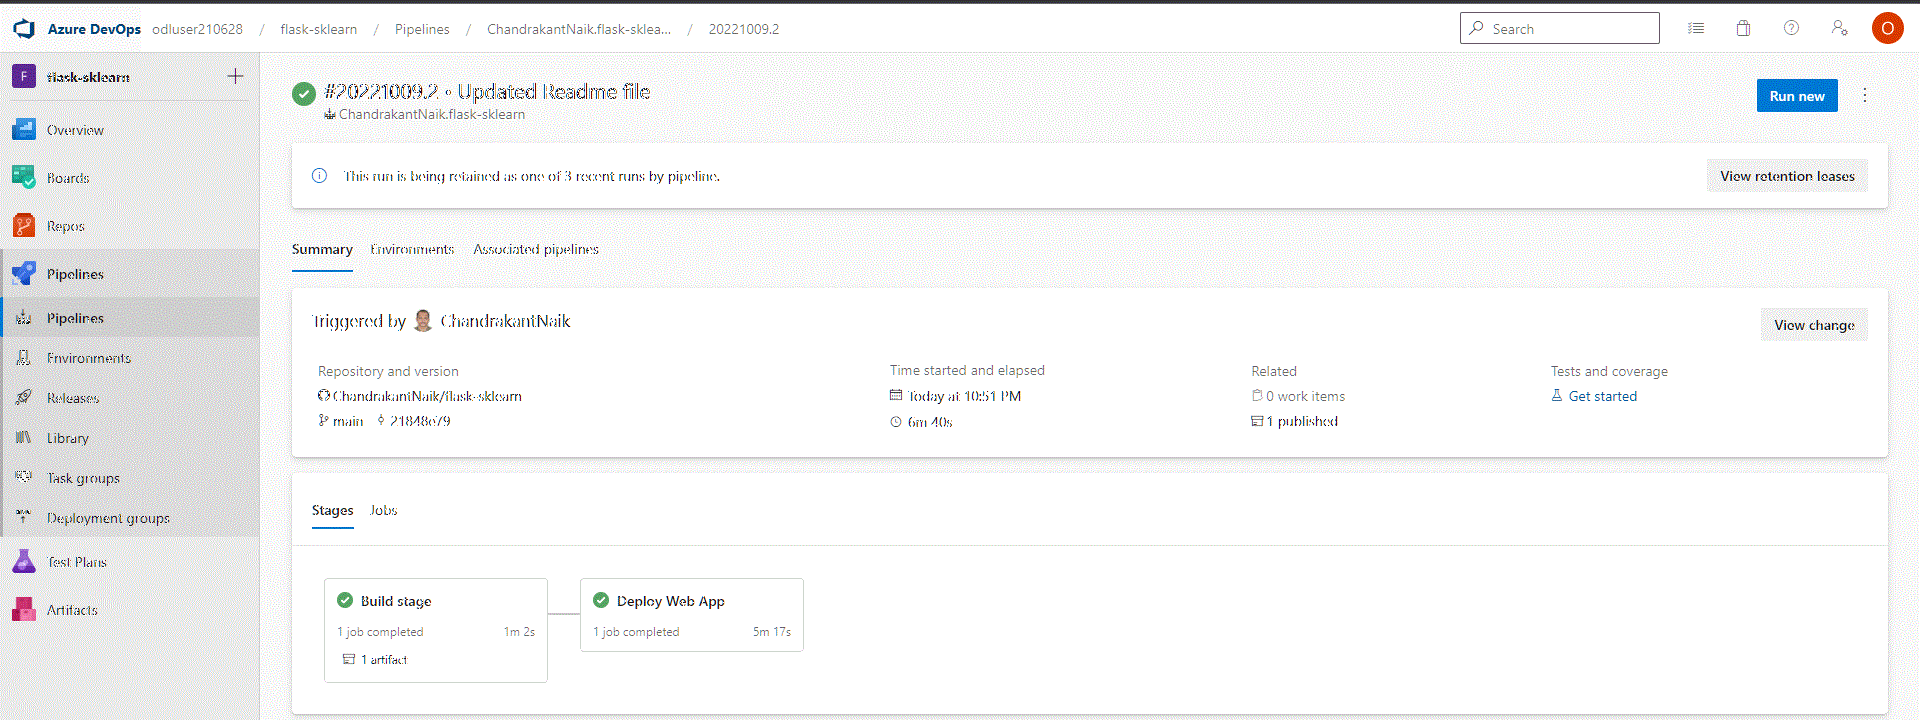 Azure DevOps odluser210628 / flask-sklearn / Pipelines / ChandrakantNaik.flask-sklea... / 20221009.2
Search
O
F flask-sklearn
Overview
Boards
Repos
Pipelines
Pipelines
Environments
Releases
Library
Task groups
Deployment groups
Test Plans
Artifacts
#20221009.2 • Updated Readme file
ChandrakantNaik.flask-sklearn
Run new
This run is being retained as one of 3 recent runs by pipeline.
View retention leases
Summary Environments Associated pipelines
Triggered by ChandrakantNaik
View change
Repository and version
ChandrakantNaik/flask-sklearn
main 21848e79
Time started and elapsed
Today at 10:51 PM
6m 40s
Related
0 work items
1 published
Tests and coverage
Get started
Stages Jobs
Build stage
1 job completed 1m 2s
1 artifact
Deploy Web App
1 job completed 5m 17s